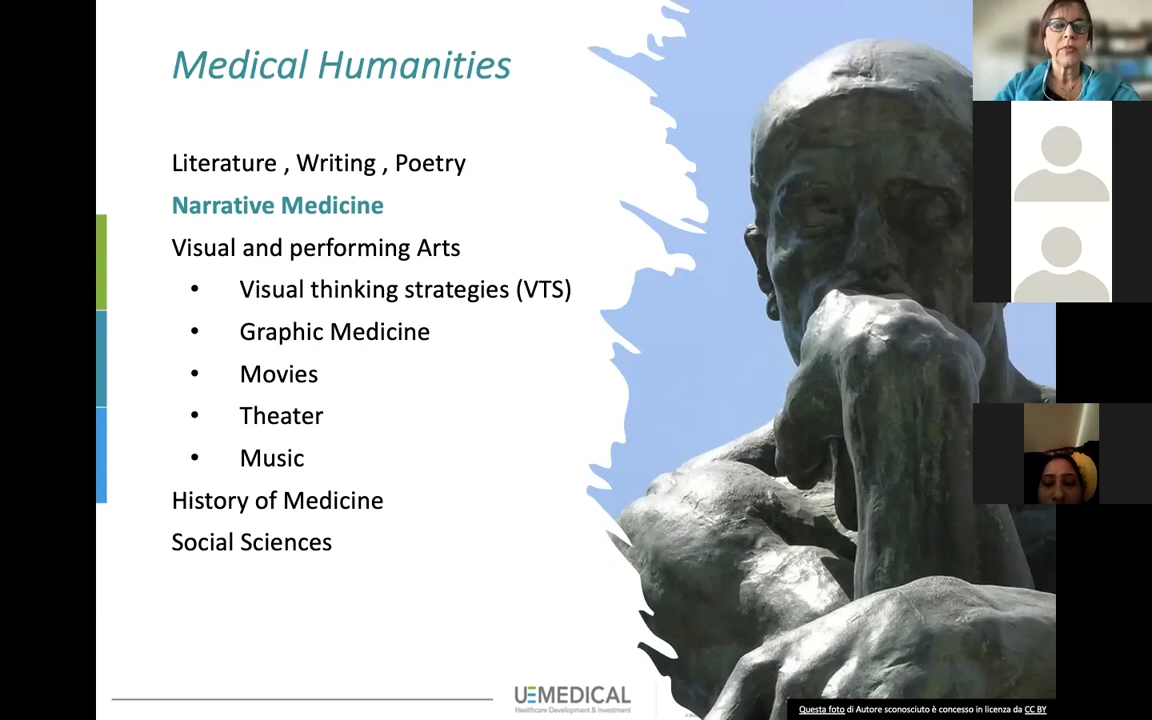 Medical Humanities
Literature , Writing , Poetry
Narrative Medicine
Visual and performing Arts
• Visual thinking strategies (VTS)
• Graphic Medicine
• Movies
• Theater
• Music
History of Medicine
Social Sciences
UEMEDICAL
Healthcare Development & Investment
Questa foto di Autore sconosciuto è concesso in licenza da CC BY